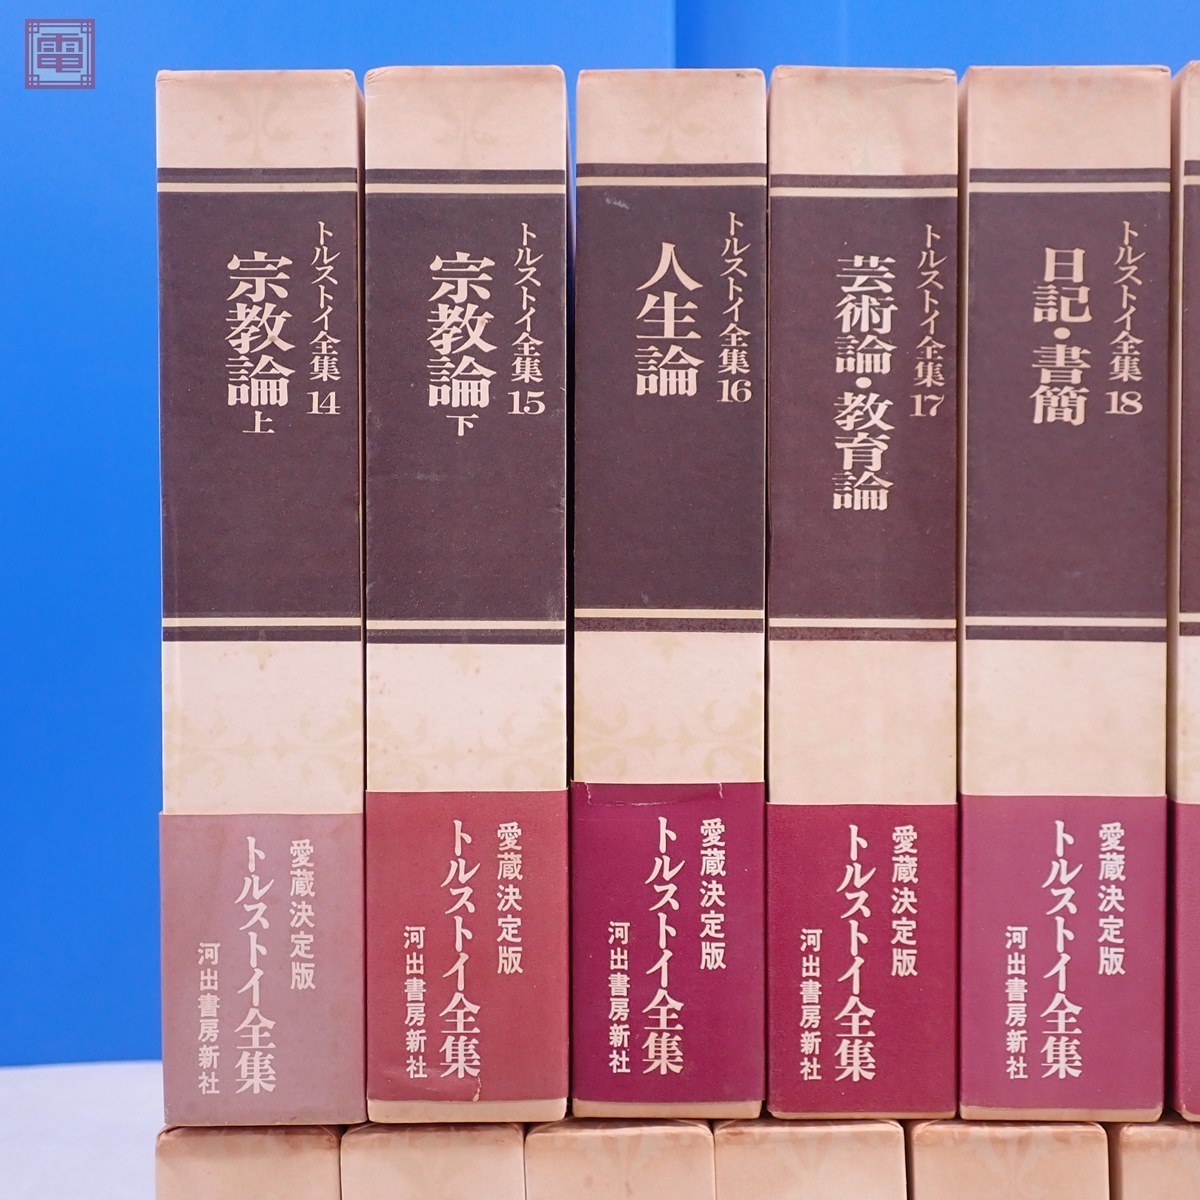 電
トルストイ全集 14
宗教論 上
愛蔵決定版
トルストイ全集
河出書房新社
トルストイ全集 15
宗教論 下
愛蔵決定版
トルストイ全集
河出書房新社
トルストイ全集 16
人生論
愛蔵決定版
トルストイ全集
河出書房新社
トルストイ全集 17
芸術論・教育論
愛蔵決定版
トルストイ全集
河出書房新社
トルストイ全集 18
日記・書簡
愛蔵決定版
トルストイ全集
河出書房新社